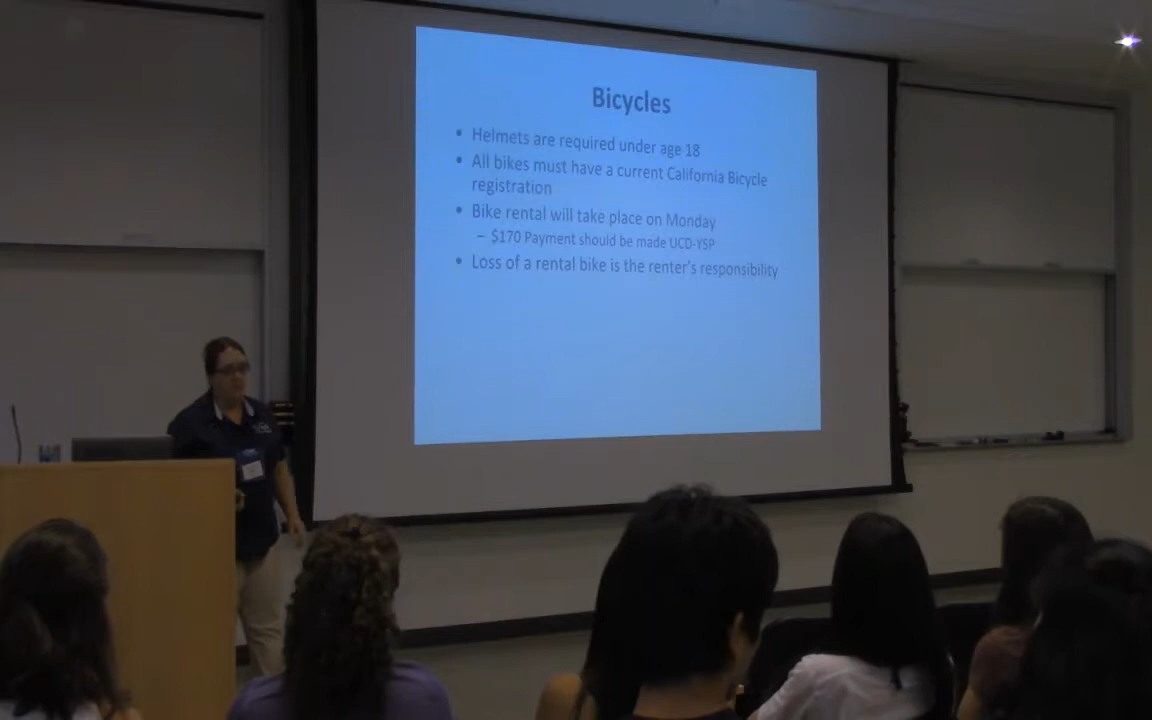 Bicycles
• Helmets are required under age 18
• All bikes must have a current California Bicycle
registration
• Bike rental will take place on Monday
– $170 Payment should be made UCD-YSP
• Loss of a rental bike is the renter's responsibility